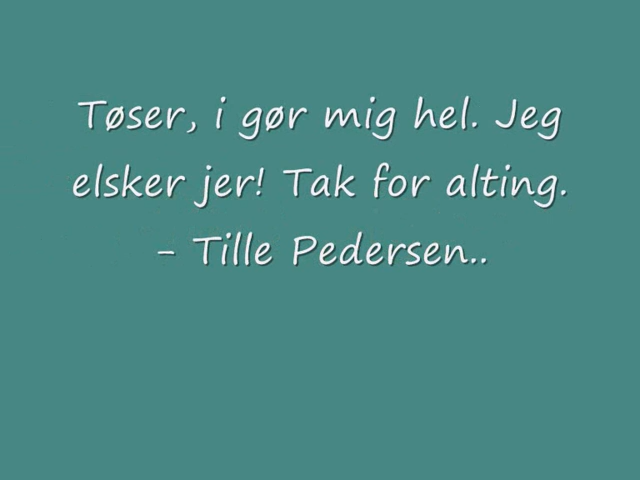 Tøser, i gør mig hel. Jeg
elsker jer! Tak for alting.
- Tille Pedersen..